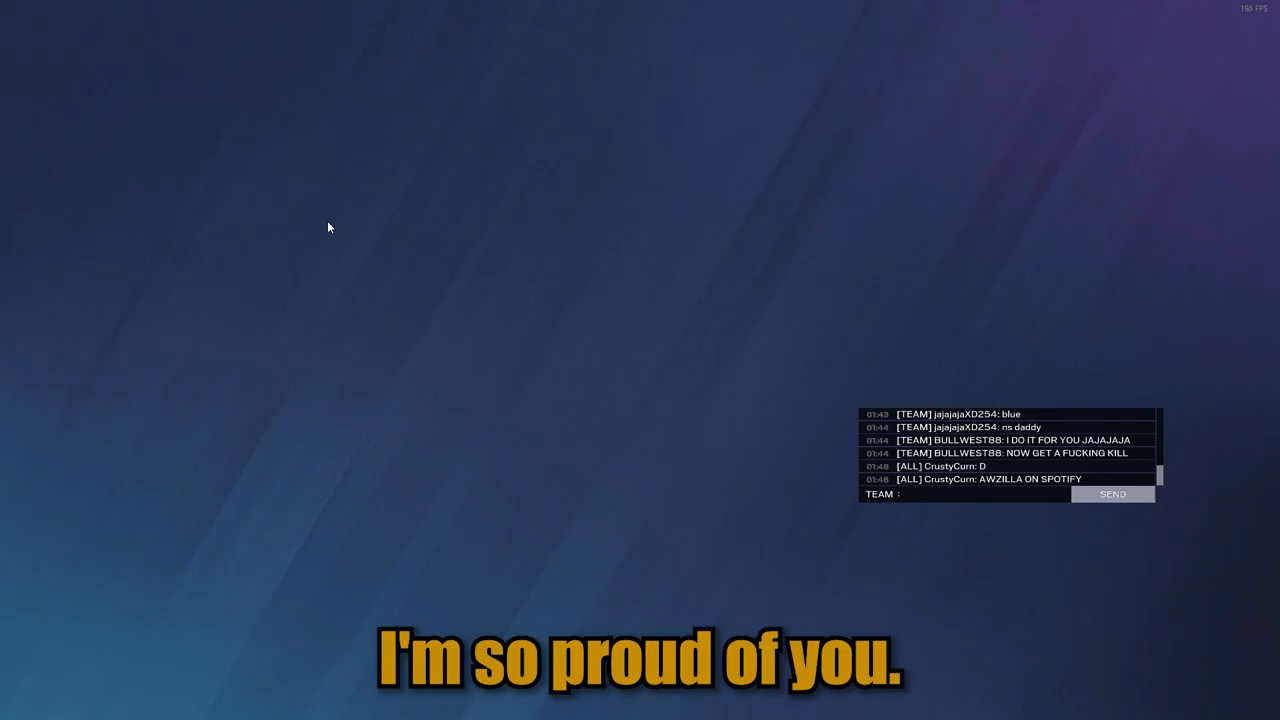 195 FPS
01:43 [TEAM] jajajajaXD254: blue
01:44 [TEAM] jajajajaXD254: ns daddy
01:44 [TEAM] BULLWEST88: I DO IT FOR YOU JAJAJAJA
01:44 [TEAM] BULLWEST88: NOW GET A FUCKING KILL
01:48 [ALL] CrustyCurn: D
01:48 [ALL] CrustyCurn: AWZILLA ON SPOTIFY
TEAM : SEND
I'm so proud of you.